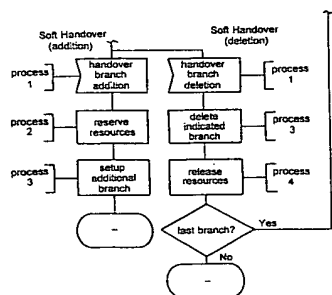 Soft Handover
(addition)
Soft Handover
(deletion)
process
1
handover
branch
addition
handover
branch
deletion
process
1
process
2
reserve
resources
delete
indicated
branch
process
3
process
3
setup
additional
branch
release
resources
process
4
-
last branch?
Yes
No
-